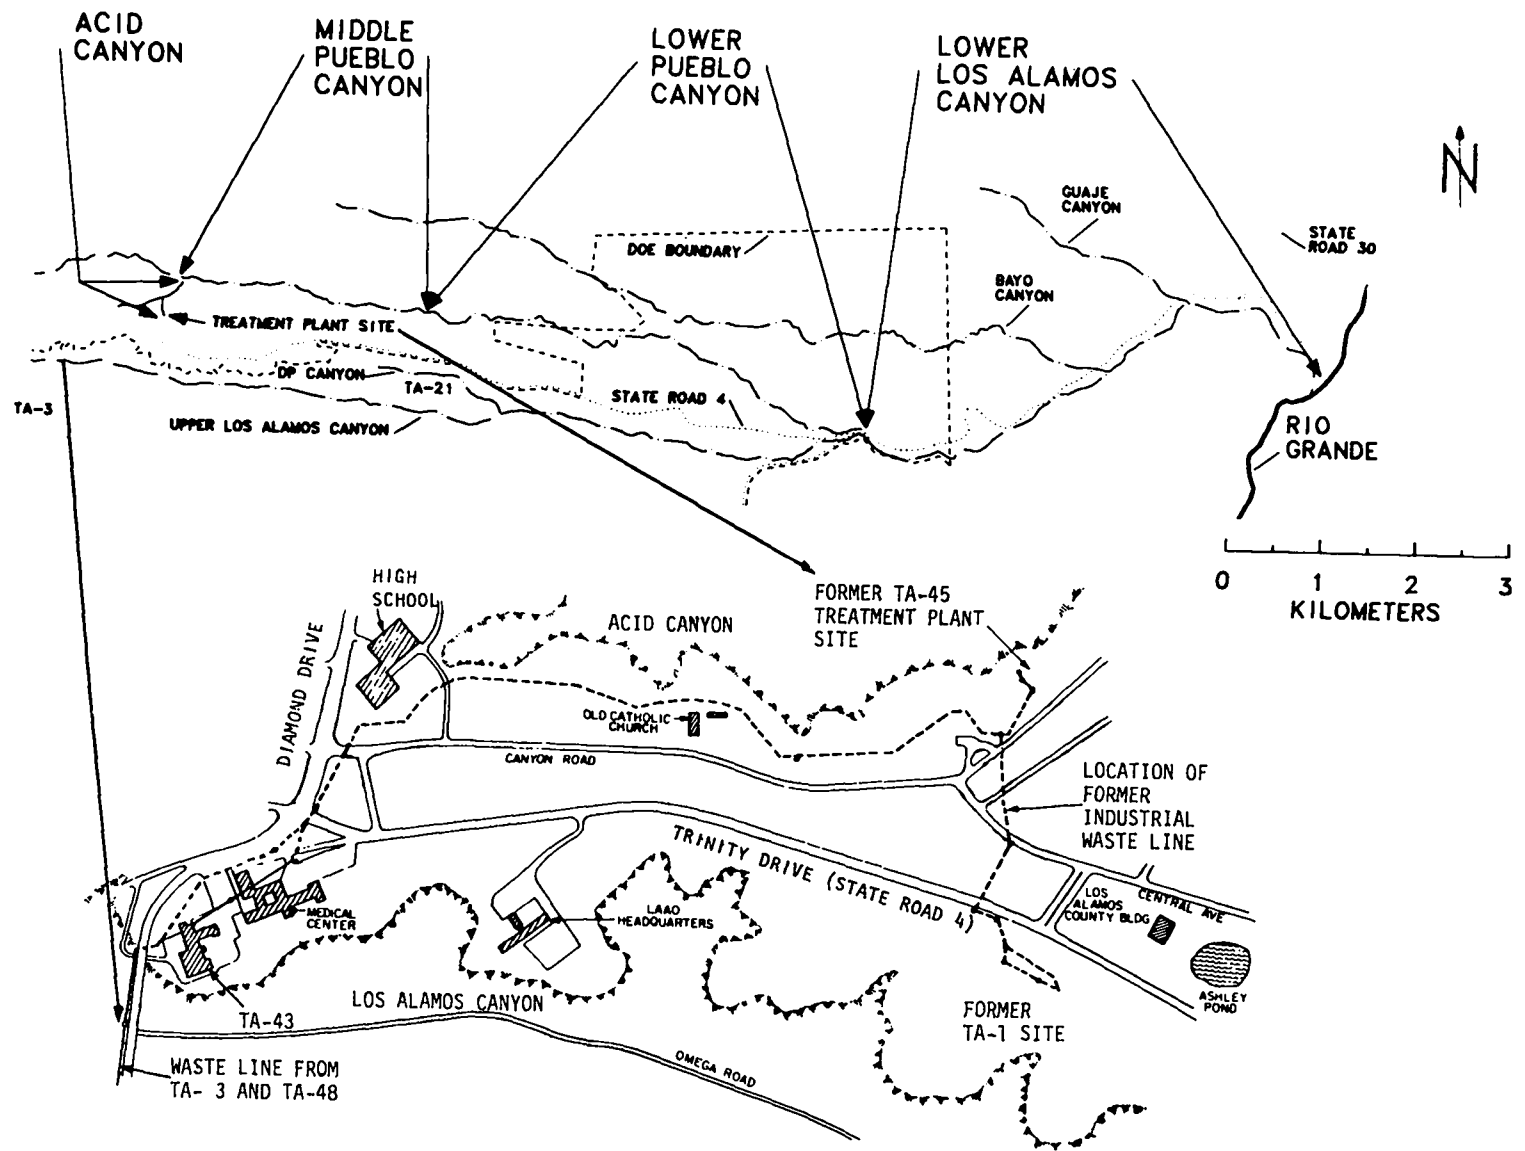 ACID
CANYON
MIDDLE
PUEBLO
CANYON
LOWER
PUEBLO
CANYON
LOWER
LOS ALAMOS
CANYON
N
GUAJE
CANYON
STATE
ROAD 30
DOE BOUNDARY
BAYO
CANYON
TREATMENT PLANT SITE
DP CANYON
TA-21
STATE ROAD 4
TA-3
UPPER LOS ALAMOS CANYON
RIO
GRANDE
0 1 2 3
KILOMETERS
HIGH
SCHOOL
DIAMOND DRIVE
ACID CANYON
FORMER TA-45
TREATMENT PLANT
SITE
OLD CATHOLIC
CHURCH
CANYON ROAD
LOCATION OF
FORMER
INDUSTRIAL
WASTE LINE
TRINITY DRIVE (STATE ROAD 4)
MEDICAL
CENTER
LAAO
HEADQUARTERS
LOS
ALAMOS
COUNTY BLDG
CENTRAL AVE
ASHLEY
POND
LOS ALAMOS CANYON
TA-43
FORMER
TA-1 SITE
WASTE LINE FROM
TA- 3 AND TA-48
OMEGA ROAD